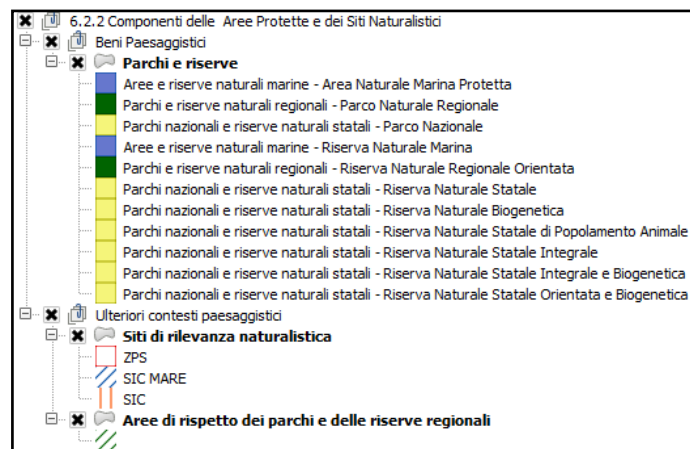 6.2.2 Componenti delle Aree Protette e dei Siti Naturalistici
Beni Paesaggistici
Parchi e riserve
Aree e riserve naturali marine - Area Naturale Marina Protetta
Parchi e riserve naturali regionali - Parco Naturale Regionale
Parchi nazionali e riserve naturali statali - Parco Nazionale
Aree e riserve naturali marine - Riserva Naturale Marina
Parchi e riserve naturali regionali - Riserva Naturale Regionale Orientata
Parchi nazionali e riserve naturali statali - Riserva Naturale Statale
Parchi nazionali e riserve naturali statali - Riserva Naturale Biogenetica
Parchi nazionali e riserve naturali statali - Riserva Naturale Statale di Popolamento Animale
Parchi nazionali e riserve naturali statali - Riserva Naturale Statale Integrale
Parchi nazionali e riserve naturali statali - Riserva Naturale Statale Integrale e Biogenetica
Parchi nazionali e riserve naturali statali - Riserva Naturale Statale Orientata e Biogenetica
Ulteriori contesti paesaggistici
Siti di rilevanza naturalistica
ZPS
SIC MARE
SIC
Aree di rispetto dei parchi e delle riserve regionali